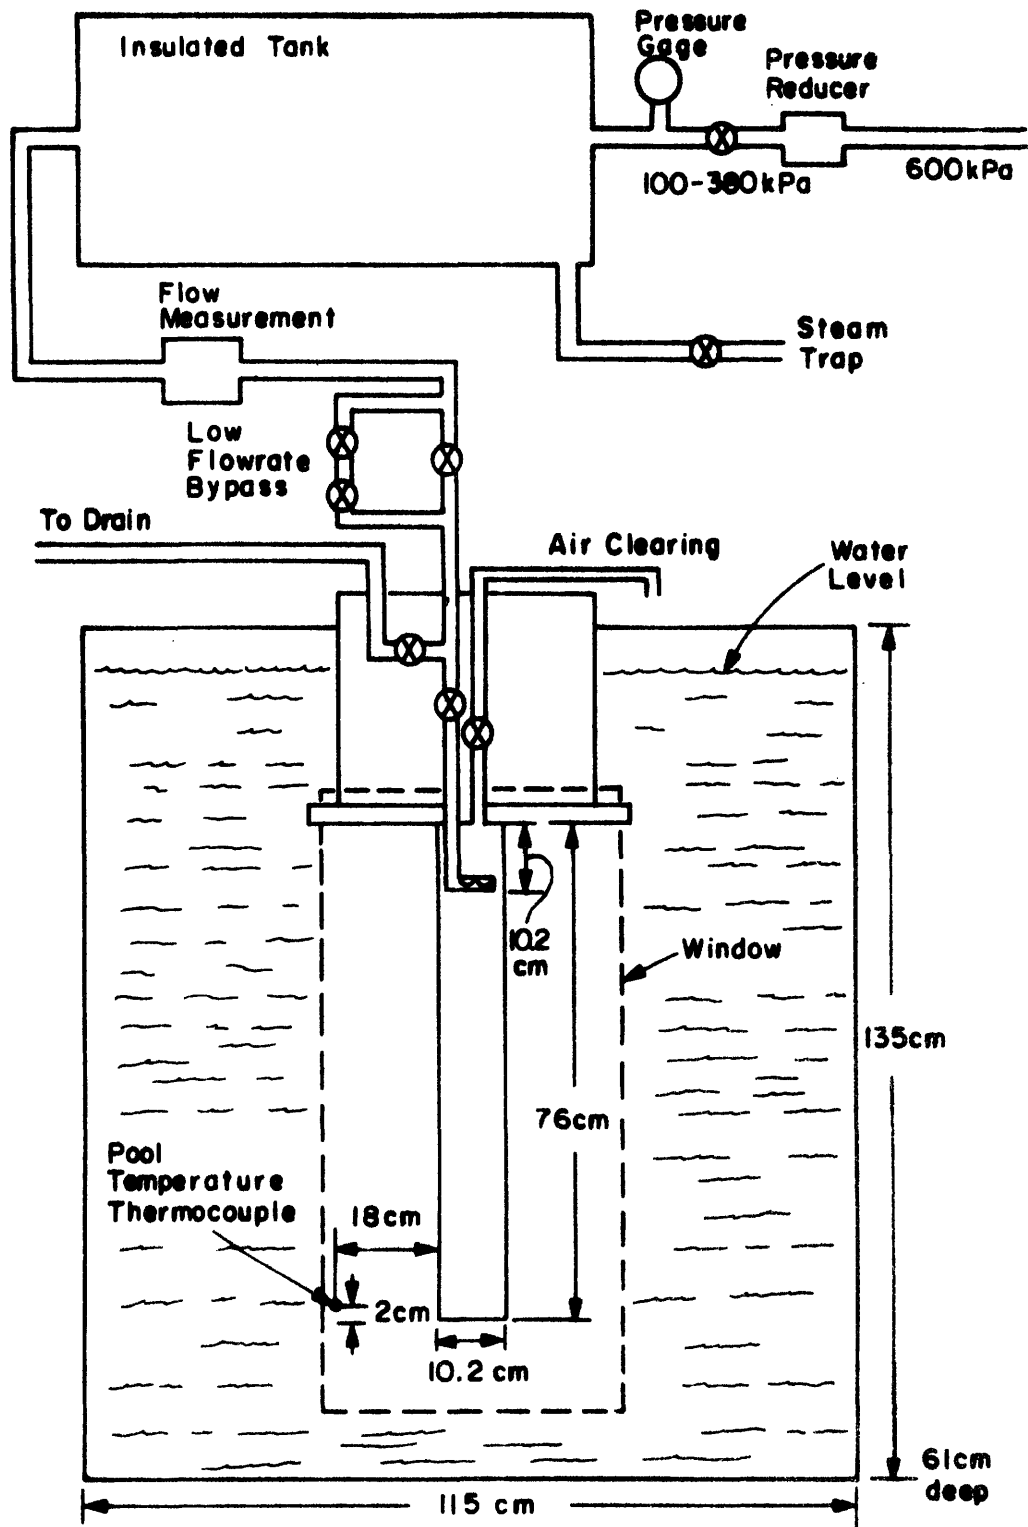 Insulated Tank
Pressure
Gage
Pressure
Reducer
100-380kPa
600kPa
Flow
Measurement
Steam
Trap
Low
Flowrate
Bypass
To Drain
Air Clearing
Water
Level
10.2
cm
Window
135cm
76cm
Pool
Temperature
Thermocouple
18cm
2cm
10.2 cm
61cm
deep
115 cm